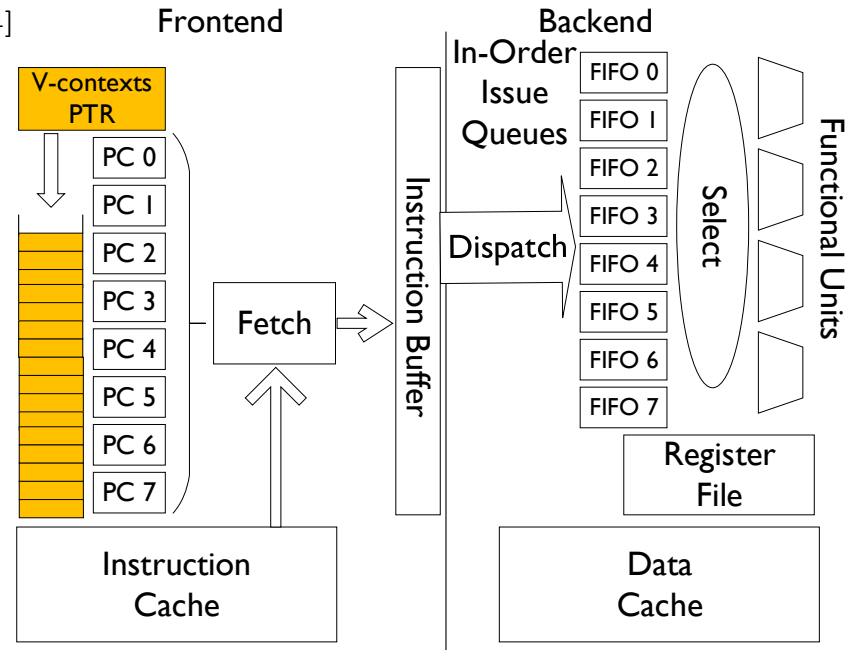 Frontend
Backend
V-contexts
PTR
PC 0
PC 1
PC 2
PC 3
PC 4
PC 5
PC 6
PC 7
Fetch
Instruction
Cache
Instruction Buffer
Dispatch
In-Order
Issue
Queues
FIFO 0
FIFO 1
FIFO 2
FIFO 3
FIFO 4
FIFO 5
FIFO 6
FIFO 7
Select
Functional Units
Register
File
Data
Cache